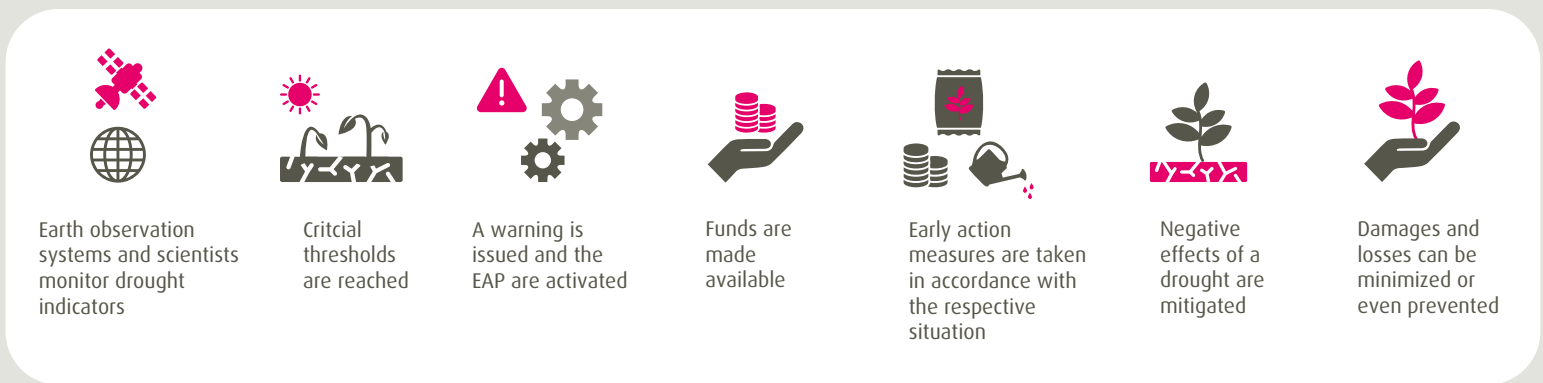 Earth observation
systems and scientists
monitor drought
indicators
Critcial
thresholds
are reached
A warning is
issued and the
EAP are activated
Funds are
made
available
Early action
measures are taken
in accordance with
the respective
situation
Negative
effects of a
drought are
mitigated
Damages and
losses can be
minimized or
even prevented